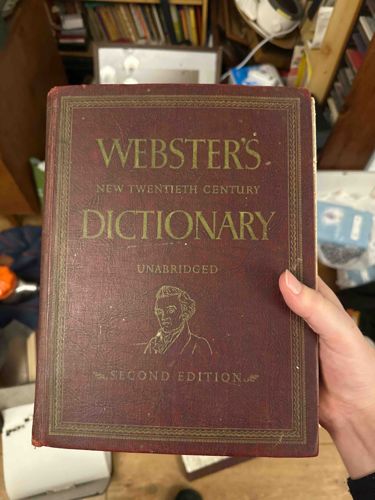 WEBSTER'S
NEW TWENTIETH CENTURY
DICTIONARY
UNABRIDGED
SECOND EDITION